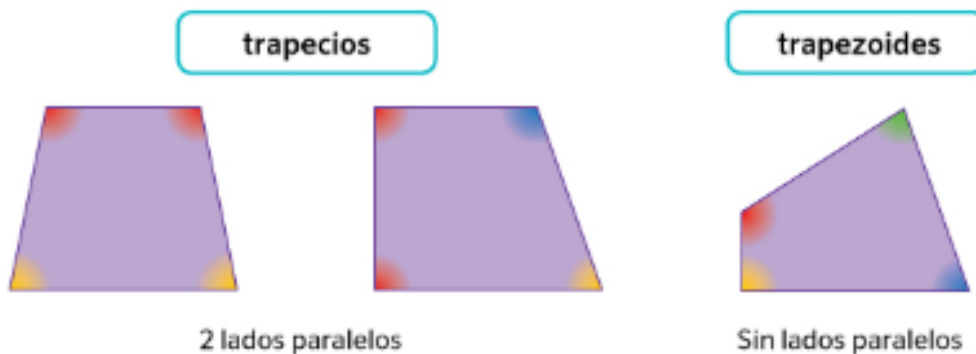 trapecios
trapezoides
2 lados paralelos
Sin lados paralelos